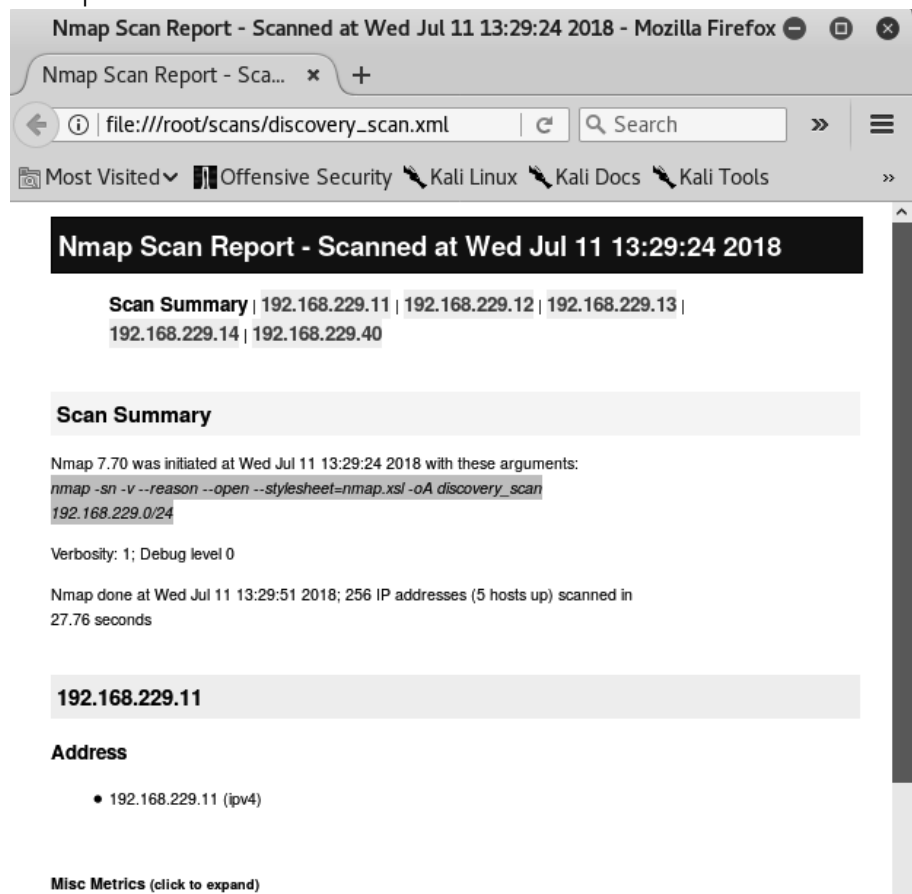 Nmap Scan Report - Scanned at Wed Jul 11 13:29:24 2018 - Mozilla Firefox
Nmap Scan Report - Sca...
file:///root/scans/discovery_scan.xml
Search
Most Visited Offensive Security Kali Linux Kali Docs Kali Tools
Nmap Scan Report - Scanned at Wed Jul 11 13:29:24 2018
Scan Summary | 192.168.229.11 | 192.168.229.12 | 192.168.229.13 |
192.168.229.14 | 192.168.229.40
Scan Summary
Nmap 7.70 was initiated at Wed Jul 11 13:29:24 2018 with these arguments:
nmap -sn -v --reason --open --stylesheet=nmap.xsl -oA discovery_scan
192.168.229.0/24
Verbosity: 1; Debug level 0
Nmap done at Wed Jul 11 13:29:51 2018; 256 IP addresses (5 hosts up) scanned in
27.76 seconds
192.168.229.11
Address
• 192.168.229.11 (ipv4)
Misc Metrics (click to expand)